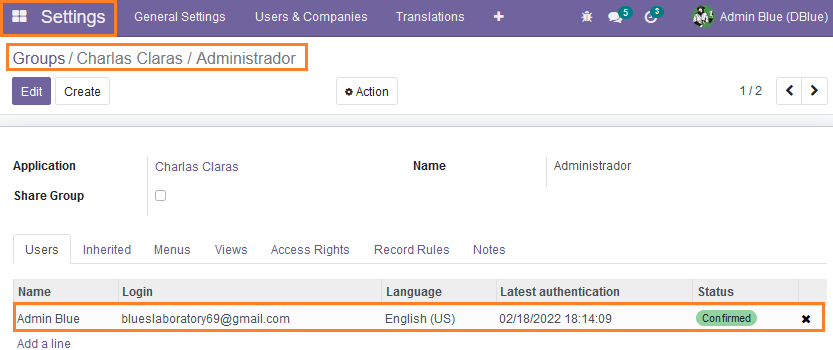 Settings General Settings Users & Companies Translations 5 3 Admin Blue (DBlue)
Groups / Charlas Claras / Administrador
Edit Create Action 1 / 2
Application Charlas Claras Name Administrador
Share Group
Users Inherited Menus Views Access Rights Record Rules Notes
Name Login Language Latest authentication Status
Admin Blue blueslaboratory69@gmail.com English (US) 02/18/2022 18:14:09 Confirmed
Add a line